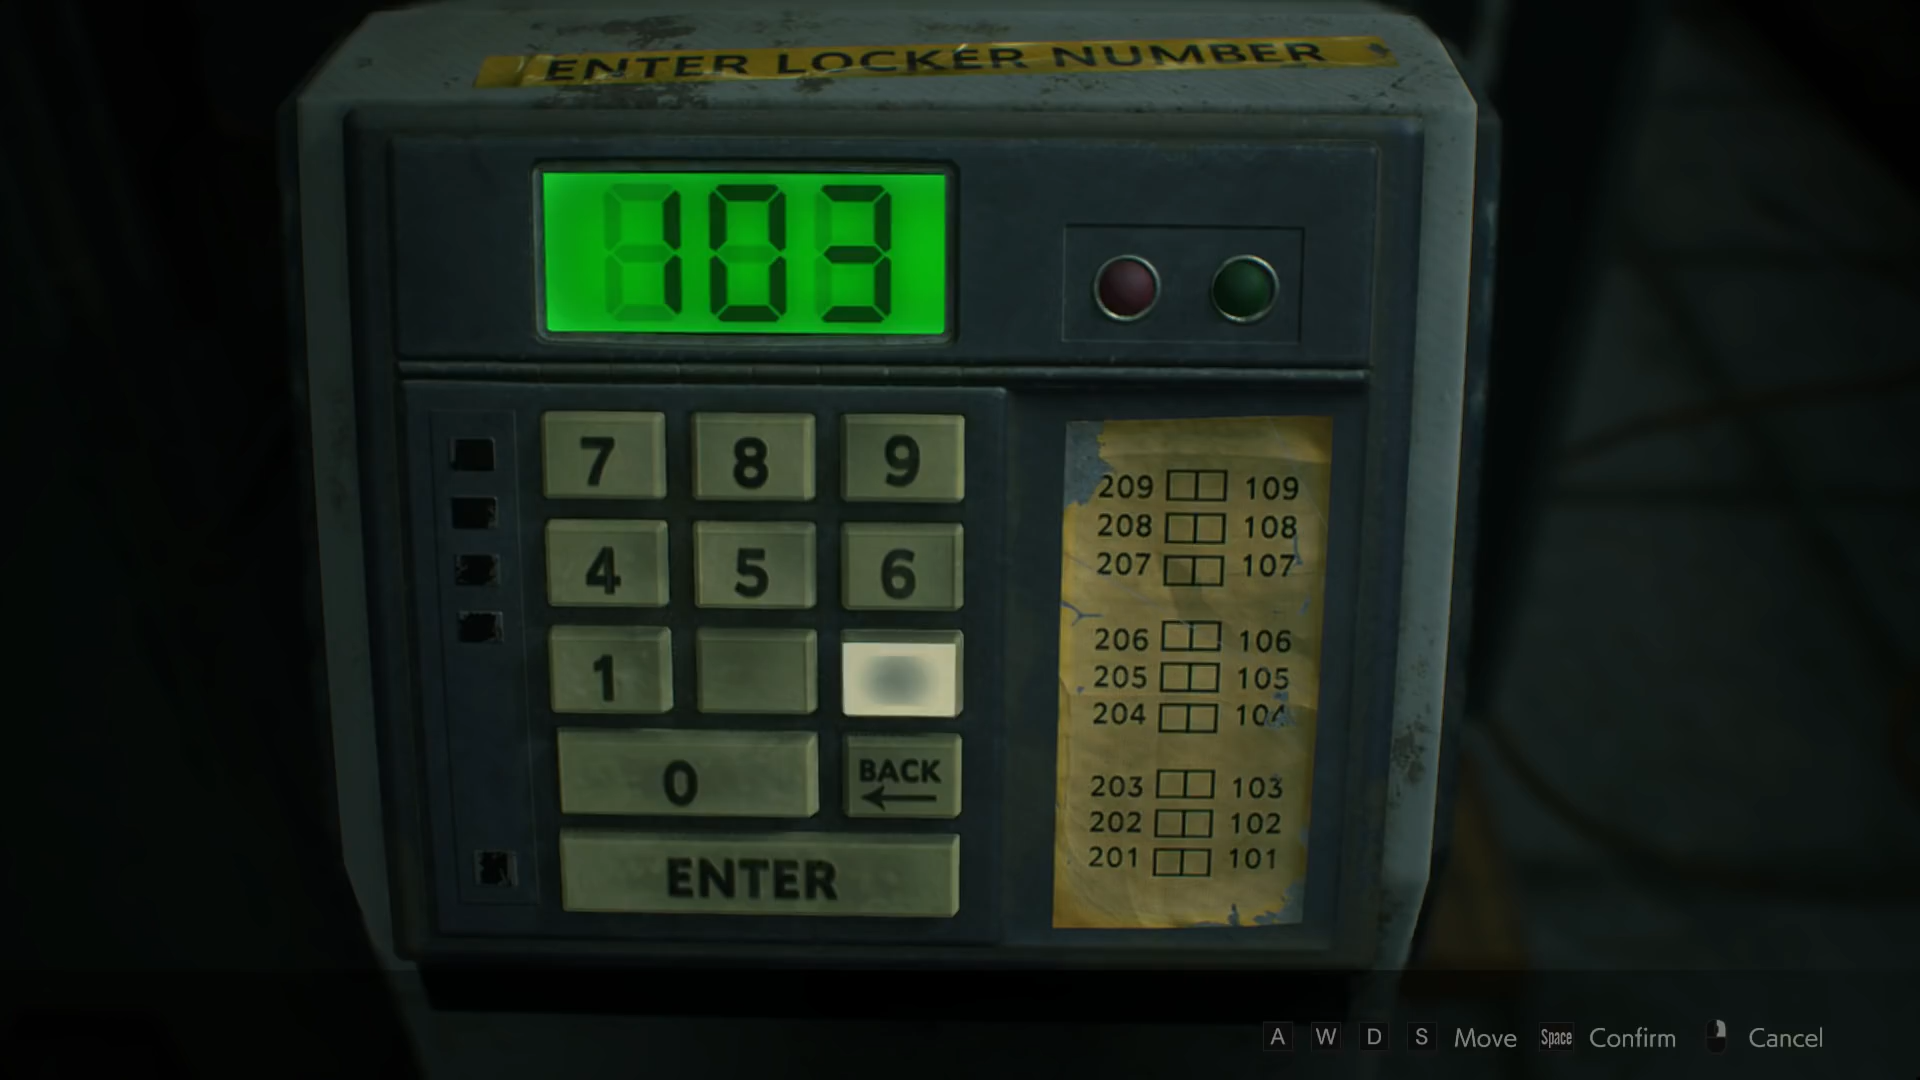 ENTER LOCKER NUMBER
103
7 8 9
4 5 6
1
0 BACK
ENTER
209 109
208 108
207 107
206 106
205 105
204 104
203 103
202 102
201 101
A W D S Move Space Confirm Cancel